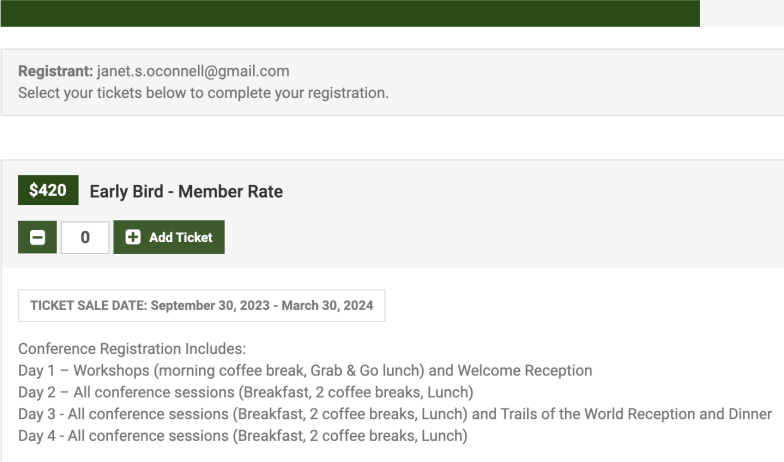 Registrant: janet.s.oconnell@gmail.com
Select your tickets below to complete your registration.
$420 Early Bird - Member Rate
0 Add Ticket
TICKET SALE DATE: September 30, 2023 - March 30, 2024
Conference Registration Includes:
Day 1 – Workshops (morning coffee break, Grab & Go lunch) and Welcome Reception
Day 2 – All conference sessions (Breakfast, 2 coffee breaks, Lunch)
Day 3 - All conference sessions (Breakfast, 2 coffee breaks, Lunch) and Trails of the World Reception and Dinner
Day 4 - All conference sessions (Breakfast, 2 coffee breaks, Lunch)